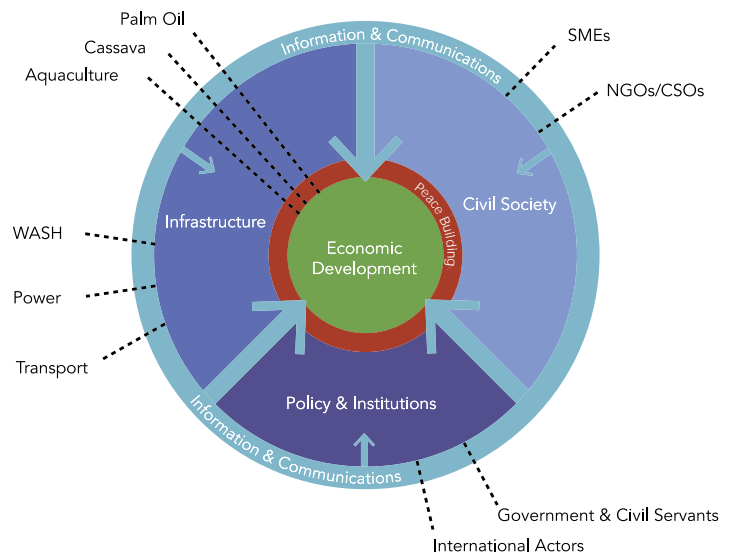 Palm Oil
Cassava
Aquaculture
Information & Communications
SMEs
NGOs/CSOs
Infrastructure
Peace Building
Civil Society
WASH
Economic
Development
Power
Transport
Policy & Institutions
Information & Communications
Government & Civil Servants
International Actors